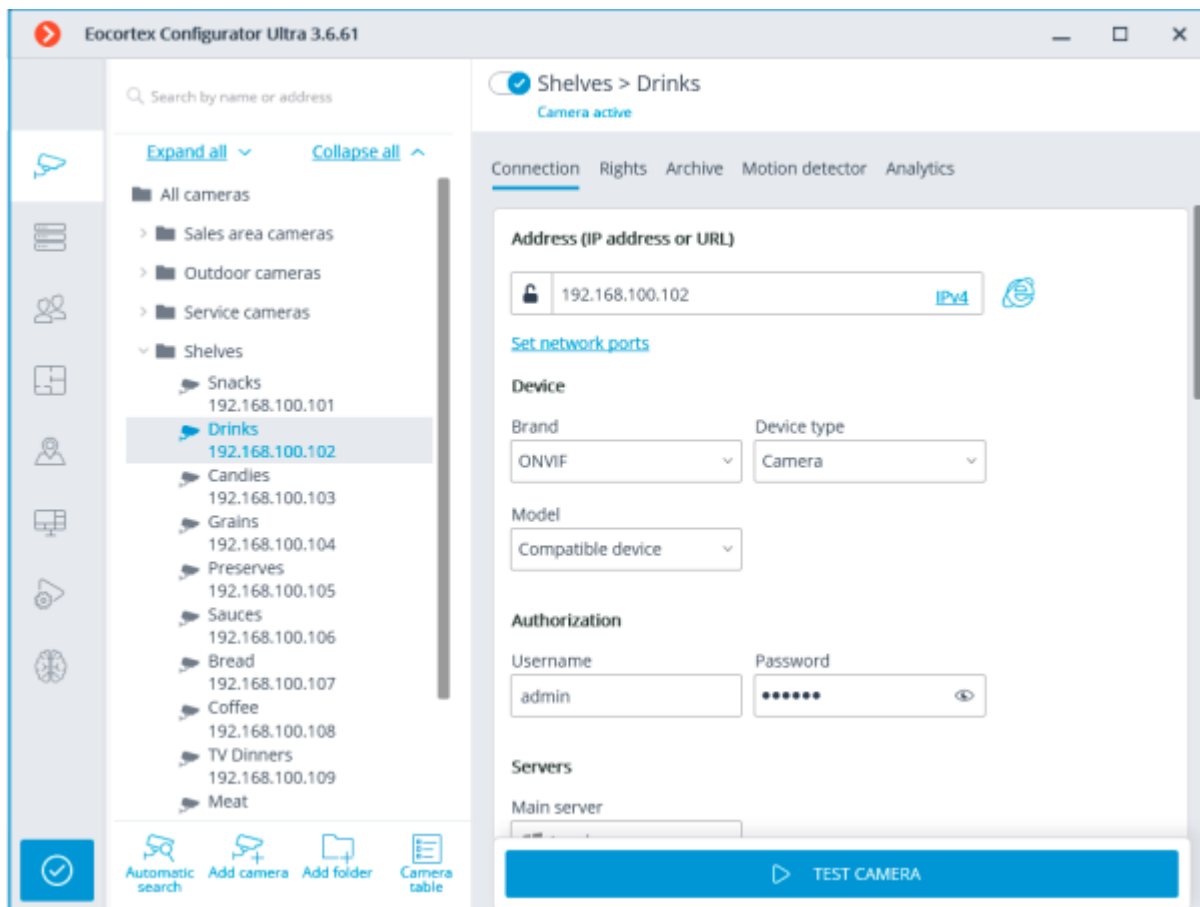 Eocortex Configurator Ultra 3.6.61
Search by name or address
Expand all
Collapse all
All cameras
Sales area cameras
Outdoor cameras
Service cameras
Shelves
Snacks
192.168.100.101
Drinks
192.168.100.102
Candies
192.168.100.103
Grains
192.168.100.104
Preserves
192.168.100.105
Sauces
192.168.100.106
Bread
192.168.100.107
Coffee
192.168.100.108
TV Dinners
192.168.100.109
Meat
Automatic search
Add camera
Add folder
Camera table
Shelves > Drinks
Camera active
Connection Rights Archive Motion detector Analytics
Address (IP address or URL)
192.168.100.102 IPv4
Set network ports
Device
Brand Device type
ONVIF Camera
Model
Compatible device
Authorization
Username Password
admin ••••••
Servers
Main server
TEST CAMERA